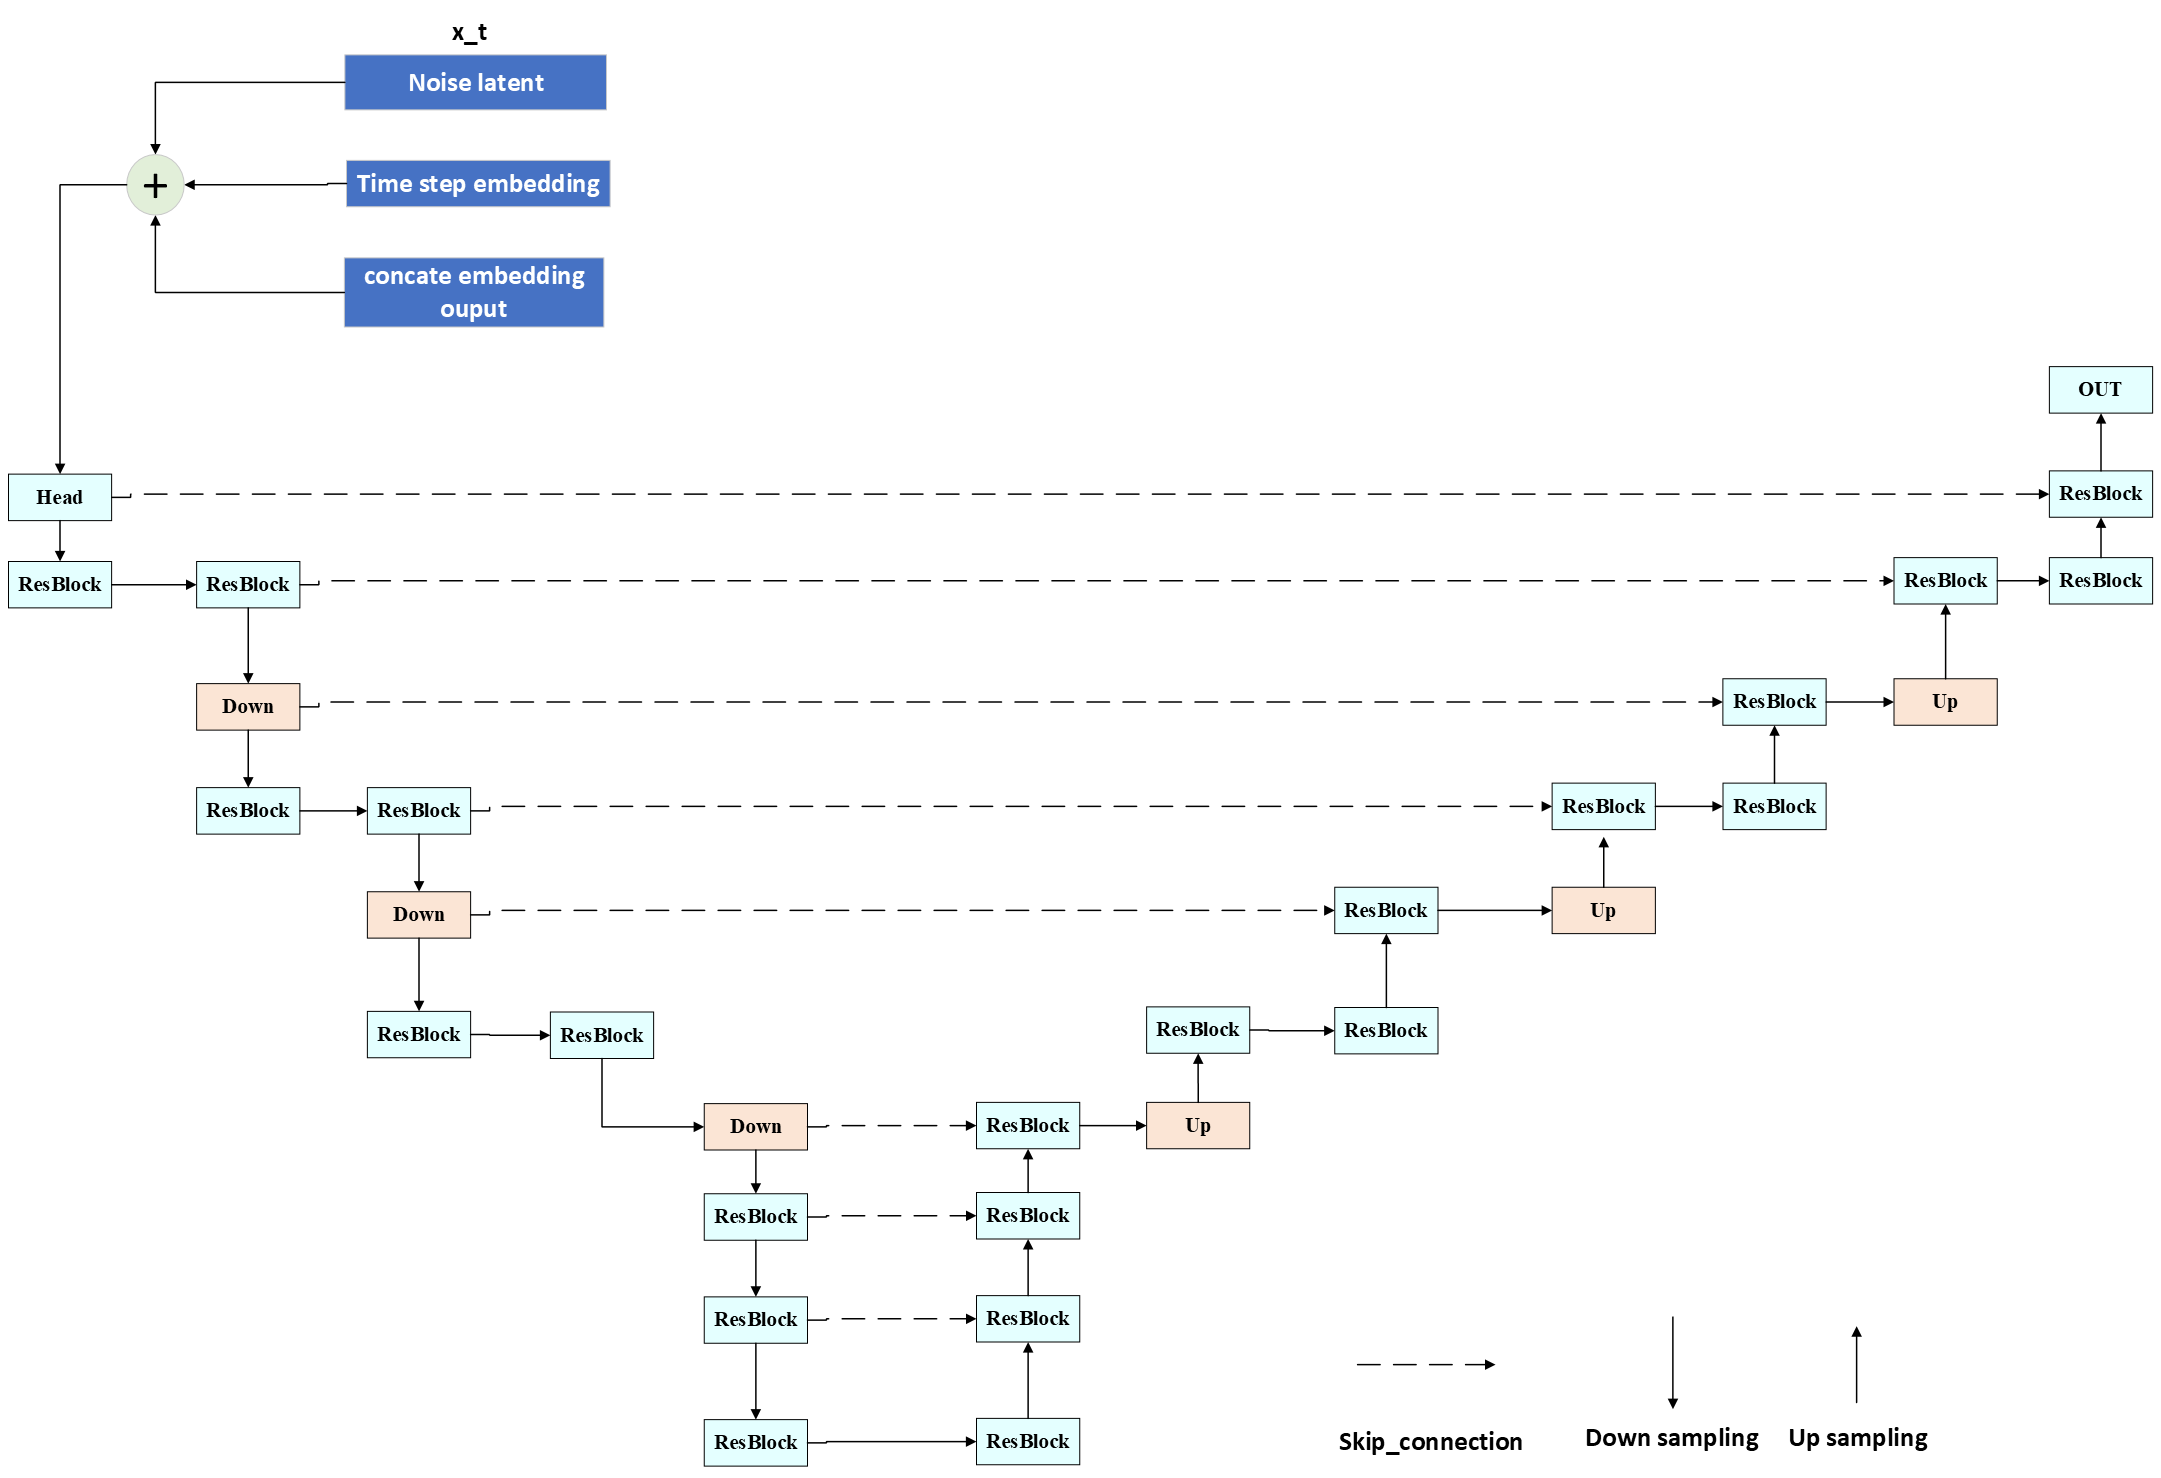 x_t
Noise latent
Time step embedding
concate embedding
ouput
OUT
Head
ResBlock
ResBlock
ResBlock
ResBlock
ResBlock
Down
ResBlock
Up
ResBlock
ResBlock
ResBlock
ResBlock
Down
ResBlock
Up
ResBlock
ResBlock
ResBlock
ResBlock
Down
ResBlock
Up
ResBlock
ResBlock
ResBlock
ResBlock
ResBlock
ResBlock
Skip_connection
Down sampling
Up sampling